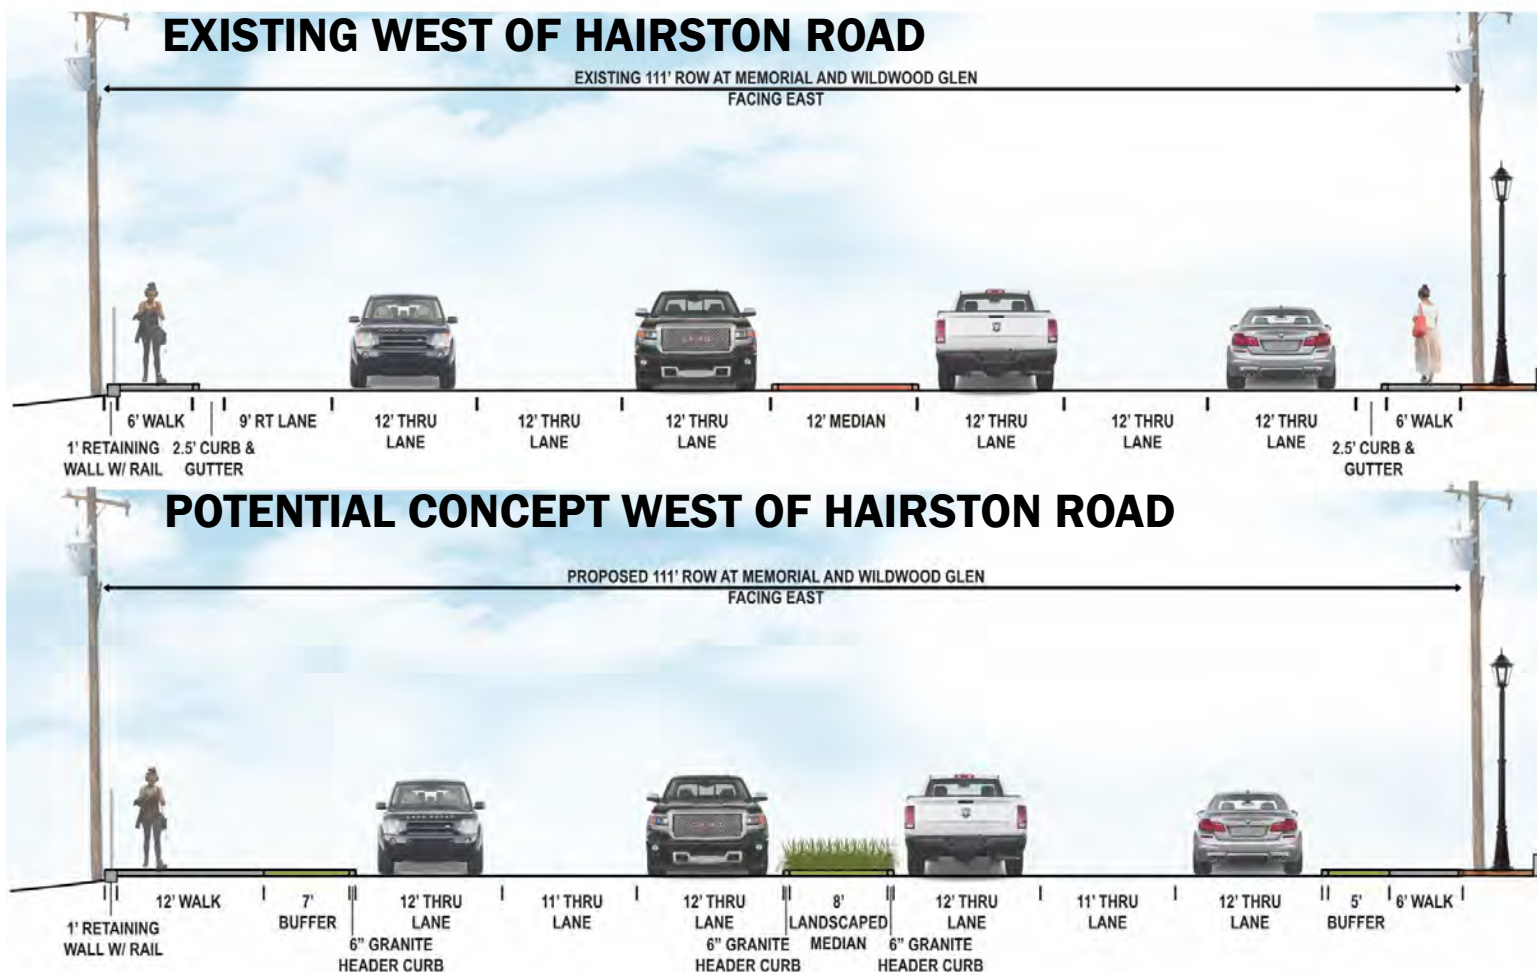 EXISTING WEST OF HAIRSTON ROAD
EXISTING 111' ROW AT MEMORIAL AND WILDWOOD GLEN
FACING EAST
6' WALK
9' RT LANE
12' THRU
LANE
12' THRU
LANE
12' THRU
LANE
12' MEDIAN
12' THRU
LANE
12' THRU
LANE
12' THRU
LANE
6' WALK
1' RETAINING
WALL W/ RAIL
2.5' CURB &
GUTTER
2.5' CURB &
GUTTER
POTENTIAL CONCEPT WEST OF HAIRSTON ROAD
PROPOSED 111' ROW AT MEMORIAL AND WILDWOOD GLEN
FACING EAST
12' WALK
7'
BUFFER
12' THRU
LANE
11' THRU
LANE
12' THRU
LANE
8'
LANDSCAPED
MEDIAN
12' THRU
LANE
11' THRU
LANE
12' THRU
LANE
5'
BUFFER
6' WALK
1' RETAINING
WALL W/ RAIL
6" GRANITE
HEADER CURB
6" GRANITE
HEADER CURB
6" GRANITE
HEADER CURB